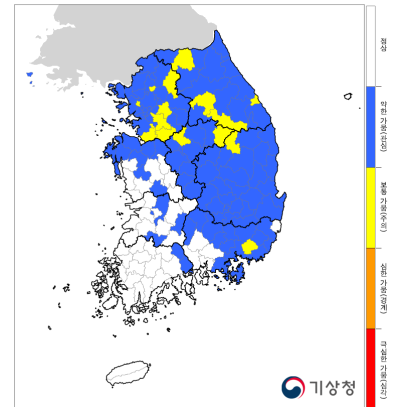 정상
약한 가뭄(관심)
보통 가뭄(주의)
심한 가뭄(경계)
극심한 가뭄(심각)
기상청